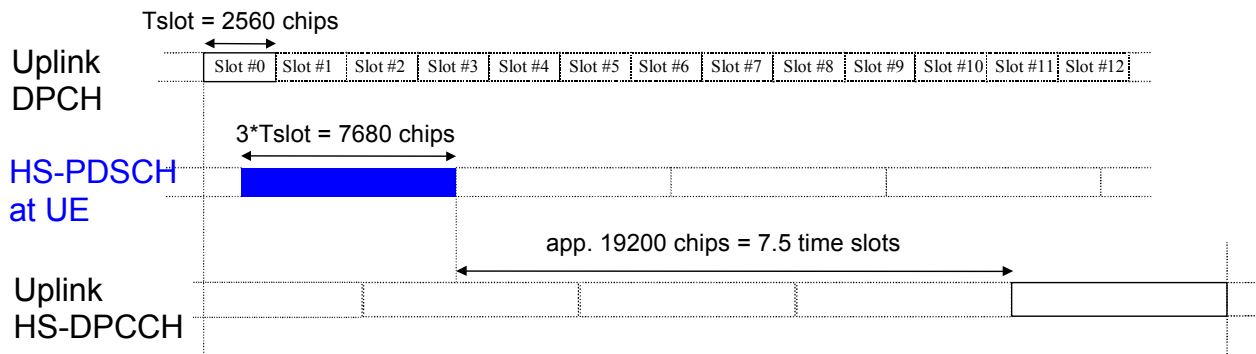 Tslot = 2560 chips
Uplink
DPCH
Slot #0 Slot #1 Slot #2 Slot #3 Slot #4 Slot #5 Slot #6 Slot #7 Slot #8 Slot #9 Slot #10 Slot #11 Slot #12
3*Tslot = 7680 chips
HS-PDSCH
at UE
app. 19200 chips = 7.5 time slots
Uplink
HS-DPCCH